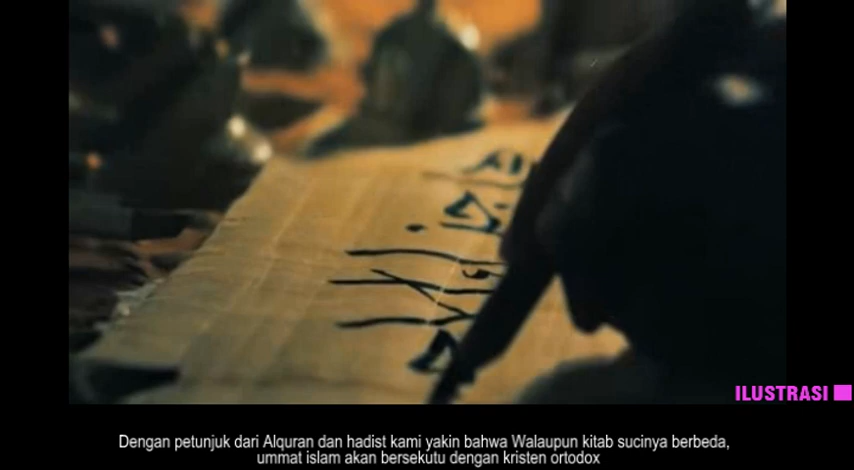 ILUSTRASI
Dengan petunjuk dari Alquran dan hadist kami yakin bahwa Walaupun kitab sucinya berbeda,
ummat islam akan bersekutu dengan kristen ortodox